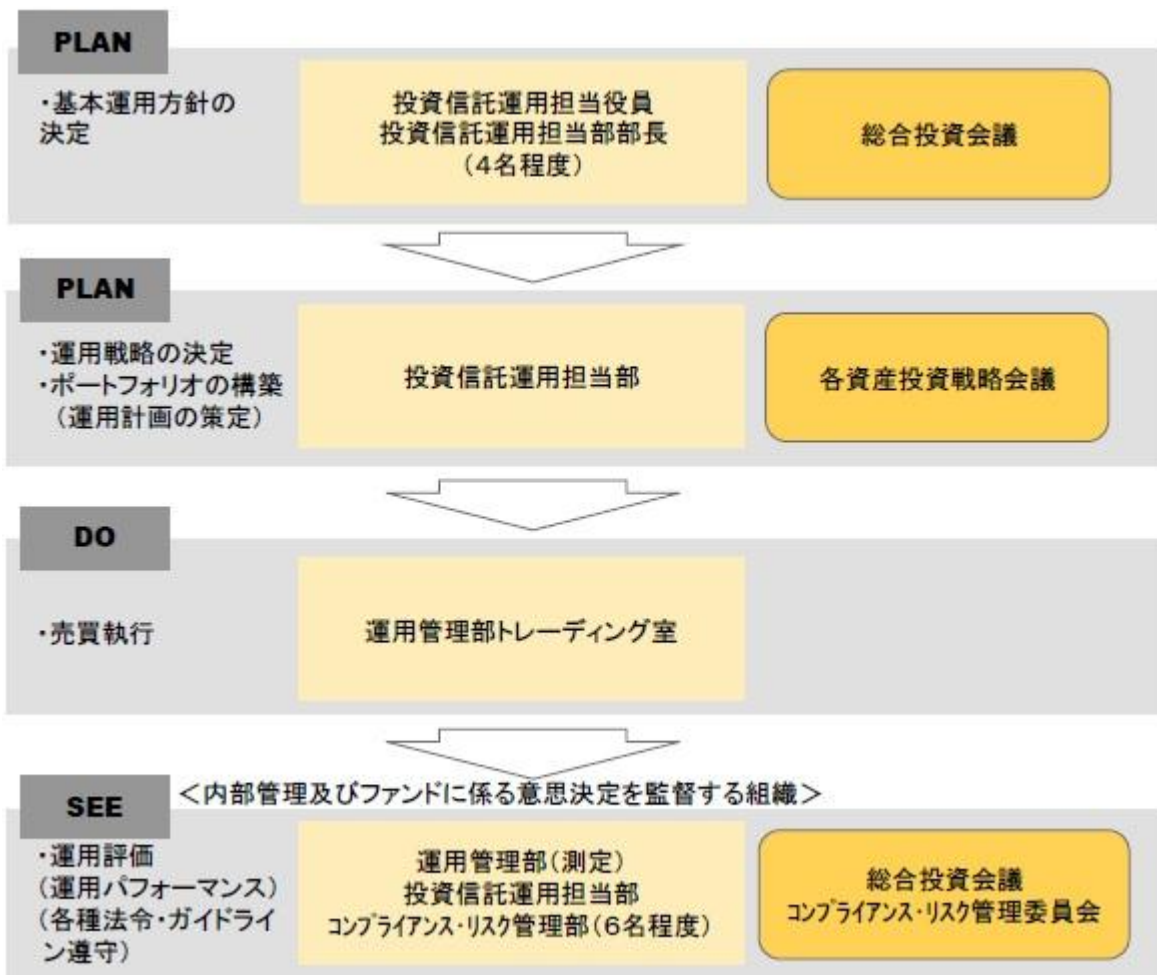 PLAN
・基本運用方針の
決定
投資信託運用担当役員
投資信託運用担当部部長
(4名程度)
総合投資会議
PLAN
・運用戦略の決定
・ポートフォリオの構築
(運用計画の策定)
投資信託運用担当部
各資産投資戦略会議
DO
・売買執行
運用管理部トレーディング室
SEE
＜内部管理及びファンドに係る意思決定を監督する組織＞
・運用評価
(運用パフォーマンス)
(各種法令・ガイドライ
ン遵守)
運用管理部(測定)
投資信託運用担当部
ｺﾝﾌﾟﾗｲｱﾝｽ・ﾘｽｸ管理部(6名程度)
総合投資会議
ｺﾝﾌﾟﾗｲｱﾝｽ・ﾘｽｸ管理委員会